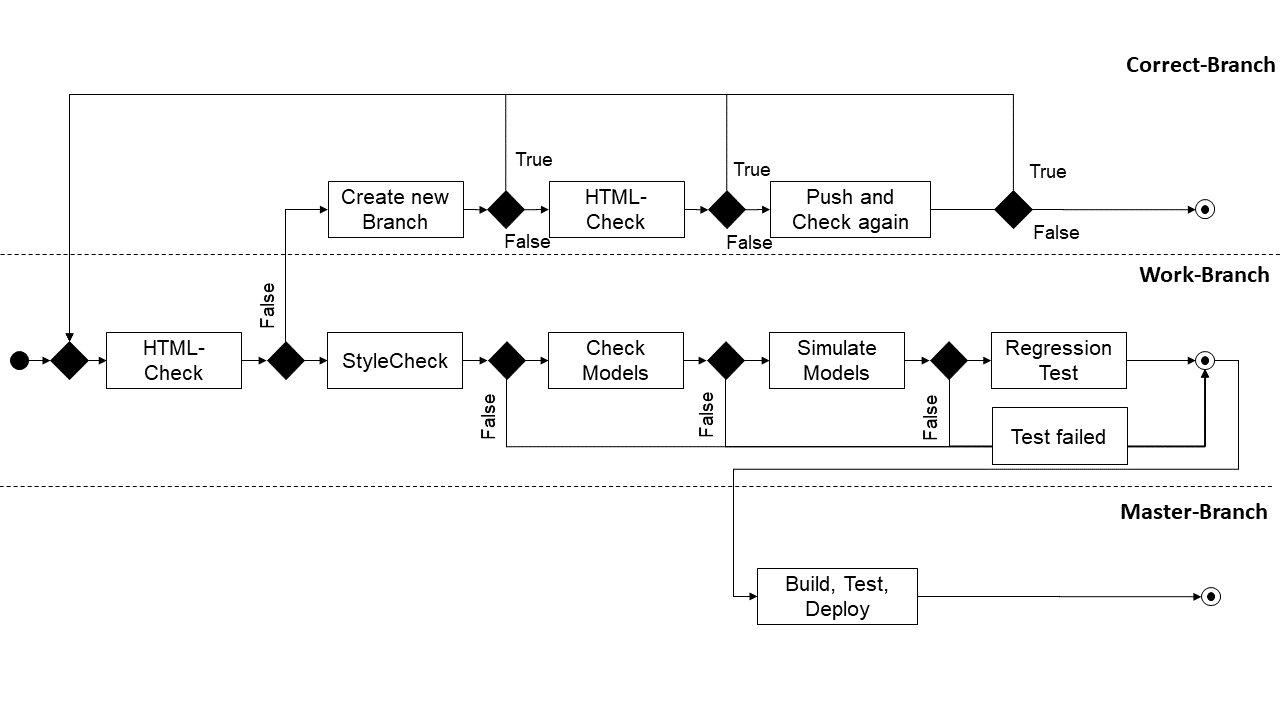 Correct-Branch
True
True
True
Create new
Branch
HTML-
Check
Push and
Check again
False
False
False
Work-Branch
False
HTML-
Check
StyleCheck
Check
Models
Simulate
Models
Regression
Test
False
False
False
Test failed
Master-Branch
Build, Test,
Deploy